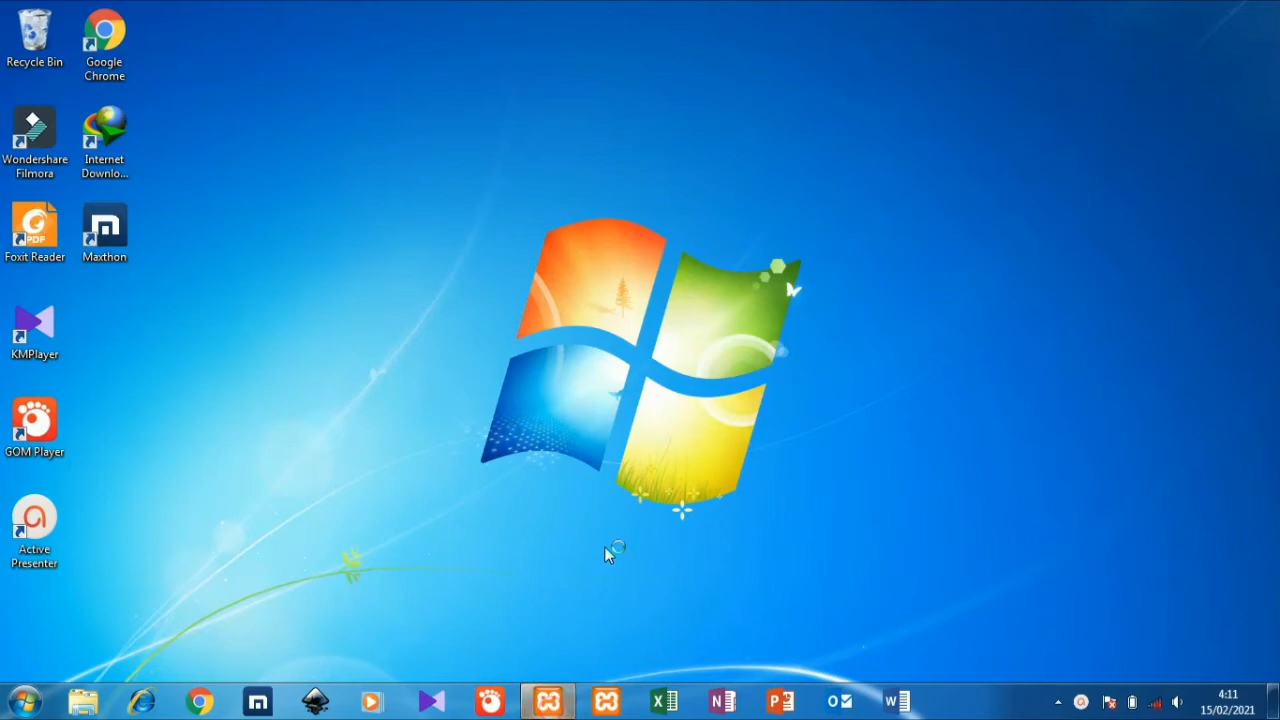 Recycle Bin
Google
Chrome
Wondershare
Filmora
Internet
Downlo...
PDF
Foxit Reader
Maxthon
KMPlayer
GOM Player
Active
Presenter
4:11
15/02/2021